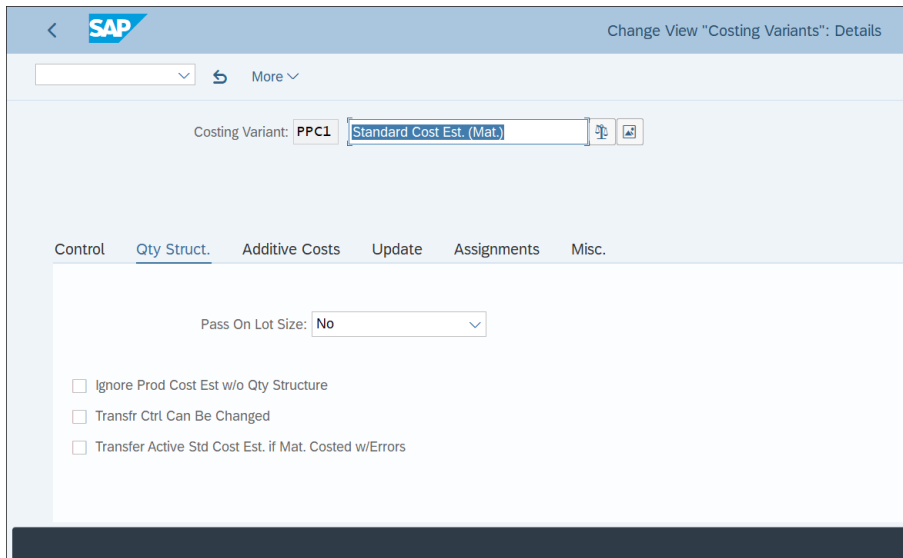 SAP
Change View "Costing Variants": Details
More
Costing Variant: PPC1 Standard Cost Est. (Mat.)
Control Qty Struct. Additive Costs Update Assignments Misc.
Pass On Lot Size: No
Ignore Prod Cost Est w/o Qty Structure
Transfr Ctrl Can Be Changed
Transfer Active Std Cost Est. if Mat. Costed w/Errors